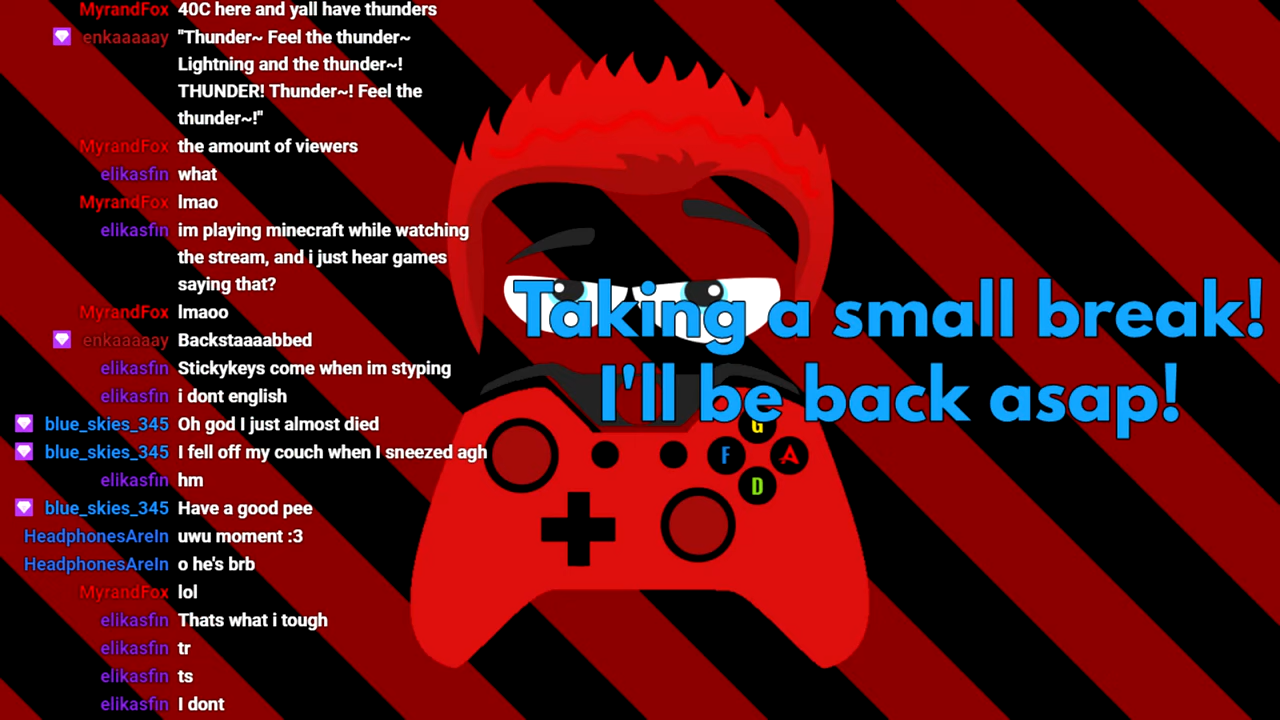 MyrandFox 40C here and yall have thunders
enkaaaaay "Thunder~ Feel the thunder~
Lightning and the thunder~!
THUNDER! Thunder~! Feel the
thunder~!"
MyrandFox the amount of viewers
elikasfin what
MyrandFox lmao
elikasfin im playing minecraft while watching
the stream, and i just hear games
saying that?
MyrandFox lmaoo
enkaaaaay Backstaaaabbed
elikasfin Stickykeys come when im styping
elikasfin i dont english
blue_skies_345 Oh god I just almost died
blue_skies_345 I fell off my couch when I sneezed agh
elikasfin hm
blue_skies_345 Have a good pee
HeadphonesAreIn uwu moment :3
HeadphonesAreIn o he's brb
MyrandFox lol
elikasfin Thats what i tough
elikasfin tr
elikasfin ts
elikasfin I dont
Taking a small break!
I'll be back asap!
G
F A
D